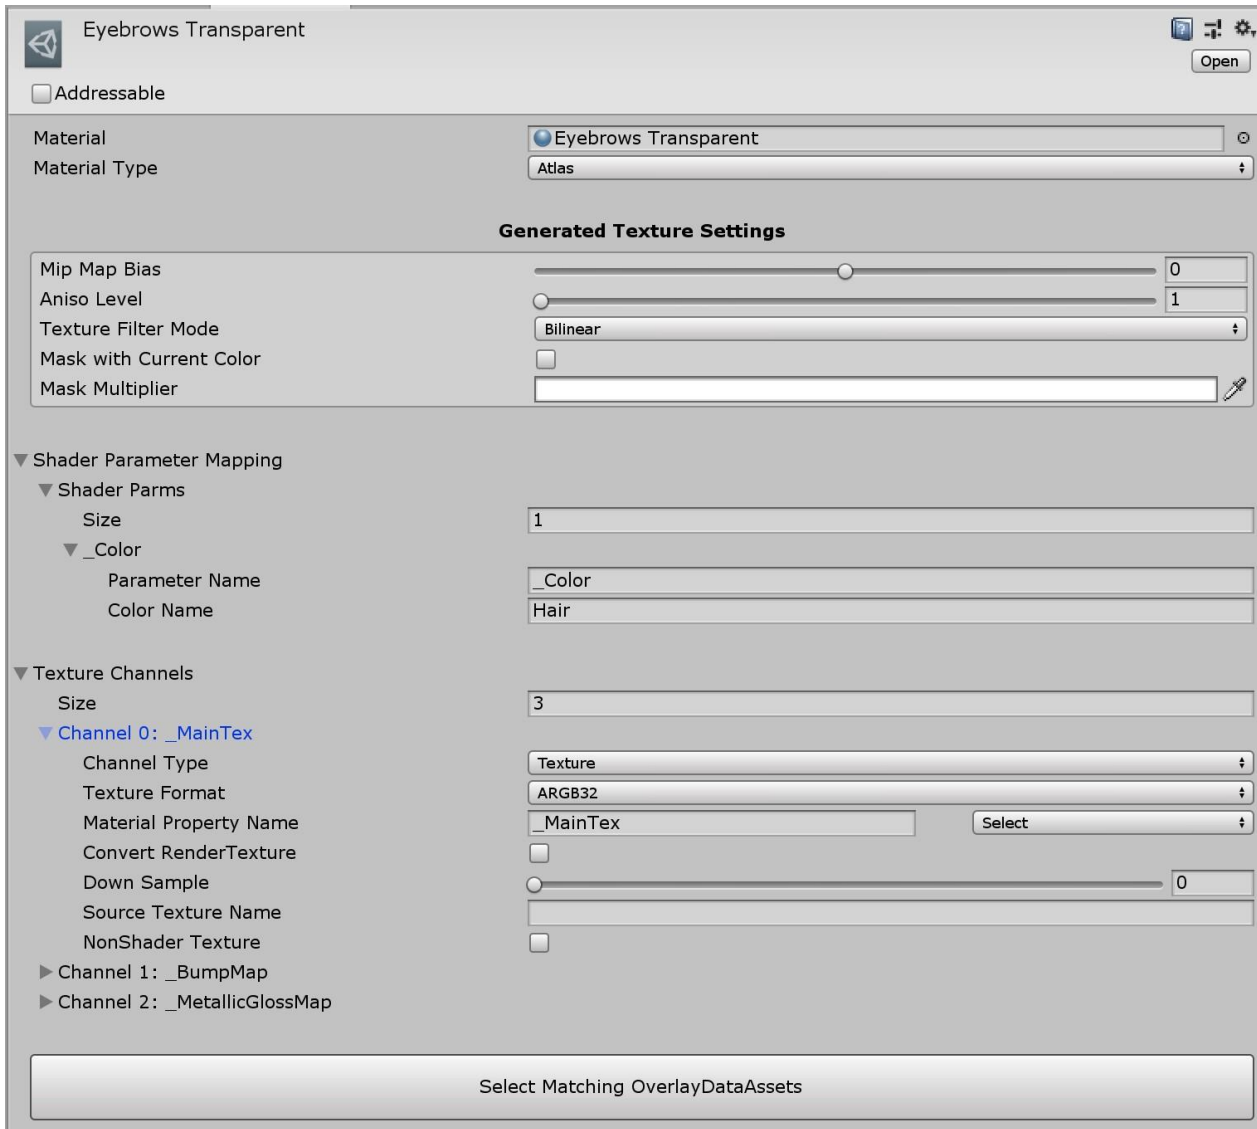 Eyebrows Transparent
Open
Addressable
Material Eyebrows Transparent
Material Type Atlas
Generated Texture Settings
Mip Map Bias 0
Aniso Level 1
Texture Filter Mode Bilinear
Mask with Current Color
Mask Multiplier
Shader Parameter Mapping
Shader Parms
Size 1
_Color
Parameter Name _Color
Color Name Hair
Texture Channels
Size 3
Channel 0: _MainTex
Channel Type Texture
Texture Format ARGB32
Material Property Name _MainTex Select
Convert RenderTexture
Down Sample 0
Source Texture Name
NonShader Texture
Channel 1: _BumpMap
Channel 2: _MetallicGlossMap
Select Matching OverlayDataAssets